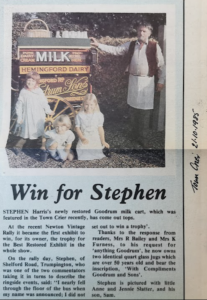 MILK
HEMINGFORD DAIRY
Win for Stephen
STEPHEN Harris's newly restored Goodrum milk cart, which was
featured in the Town Crier recently, has come out tops.
At the recent Newton Vintage
Rally it became the first exhibit to
win, for its owner, the trophy for
the Best Restored Exhibit in the
whole show.
On the rally day, Stephen, of
Shelford Road, Trumpington, who
was one of the two commentators
taking it in turns to describe the
ringside events, said: "I nearly fell
through the floor of the bus when
my name was announced; I did not
set out to win a trophy'.
Thanks to the response from
readers, Mrs R Bailey and Mrs K
Furness, to his request for
'anything Goodrum', he now owns
two identical quart glass jugs which
are over 50 years old and bear the
inscription, "With Compliments
Goodrum and Sons'.
Stephen is pictured with little
Anne and Jennie Hatter, and
his son, Sam.
Town Crier 21·10·1985